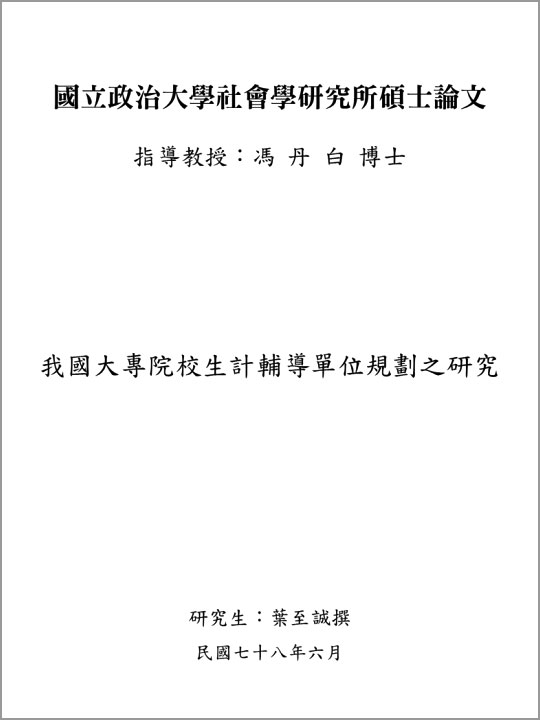 國立政治大學社會學研究所碩士論文
指導教授：馮 丹 白 博士
我國大專院校生計輔導單位規劃之研究
研究生：葉至誠撰
民國七十八年六月